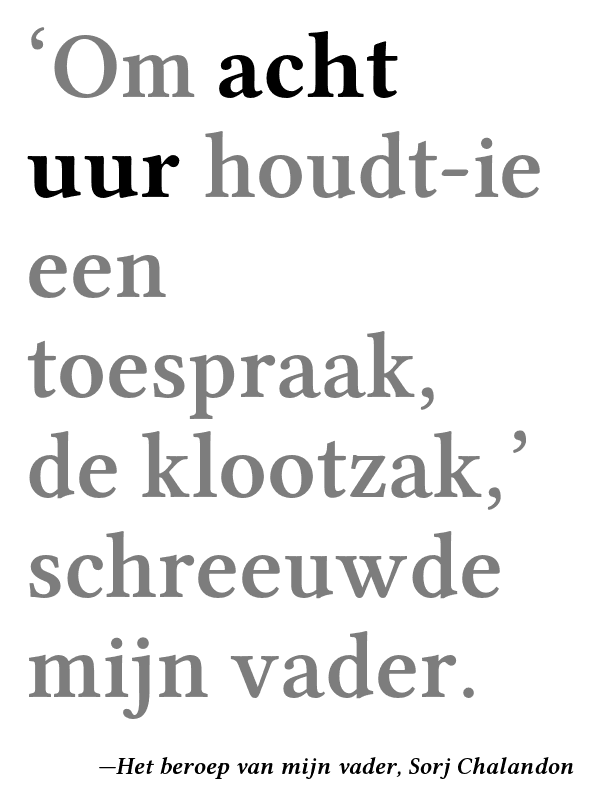 ‘Om acht
uur houdt-ie
een
toespraak,
de klootzak,’
schreeuwde
mijn vader.
—Het beroep van mijn vader, Sorj Chalandon